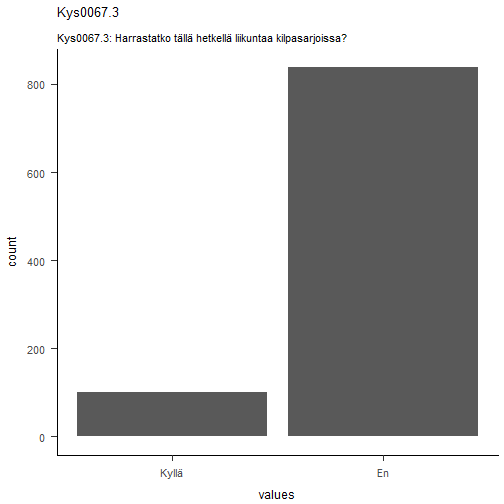 Kys0067.3
Kys0067.3: Harrastatko tällä hetkellä liikuntaa kilpasarjoissa?
count
800
600
400
200
0
Kyllä
En
values